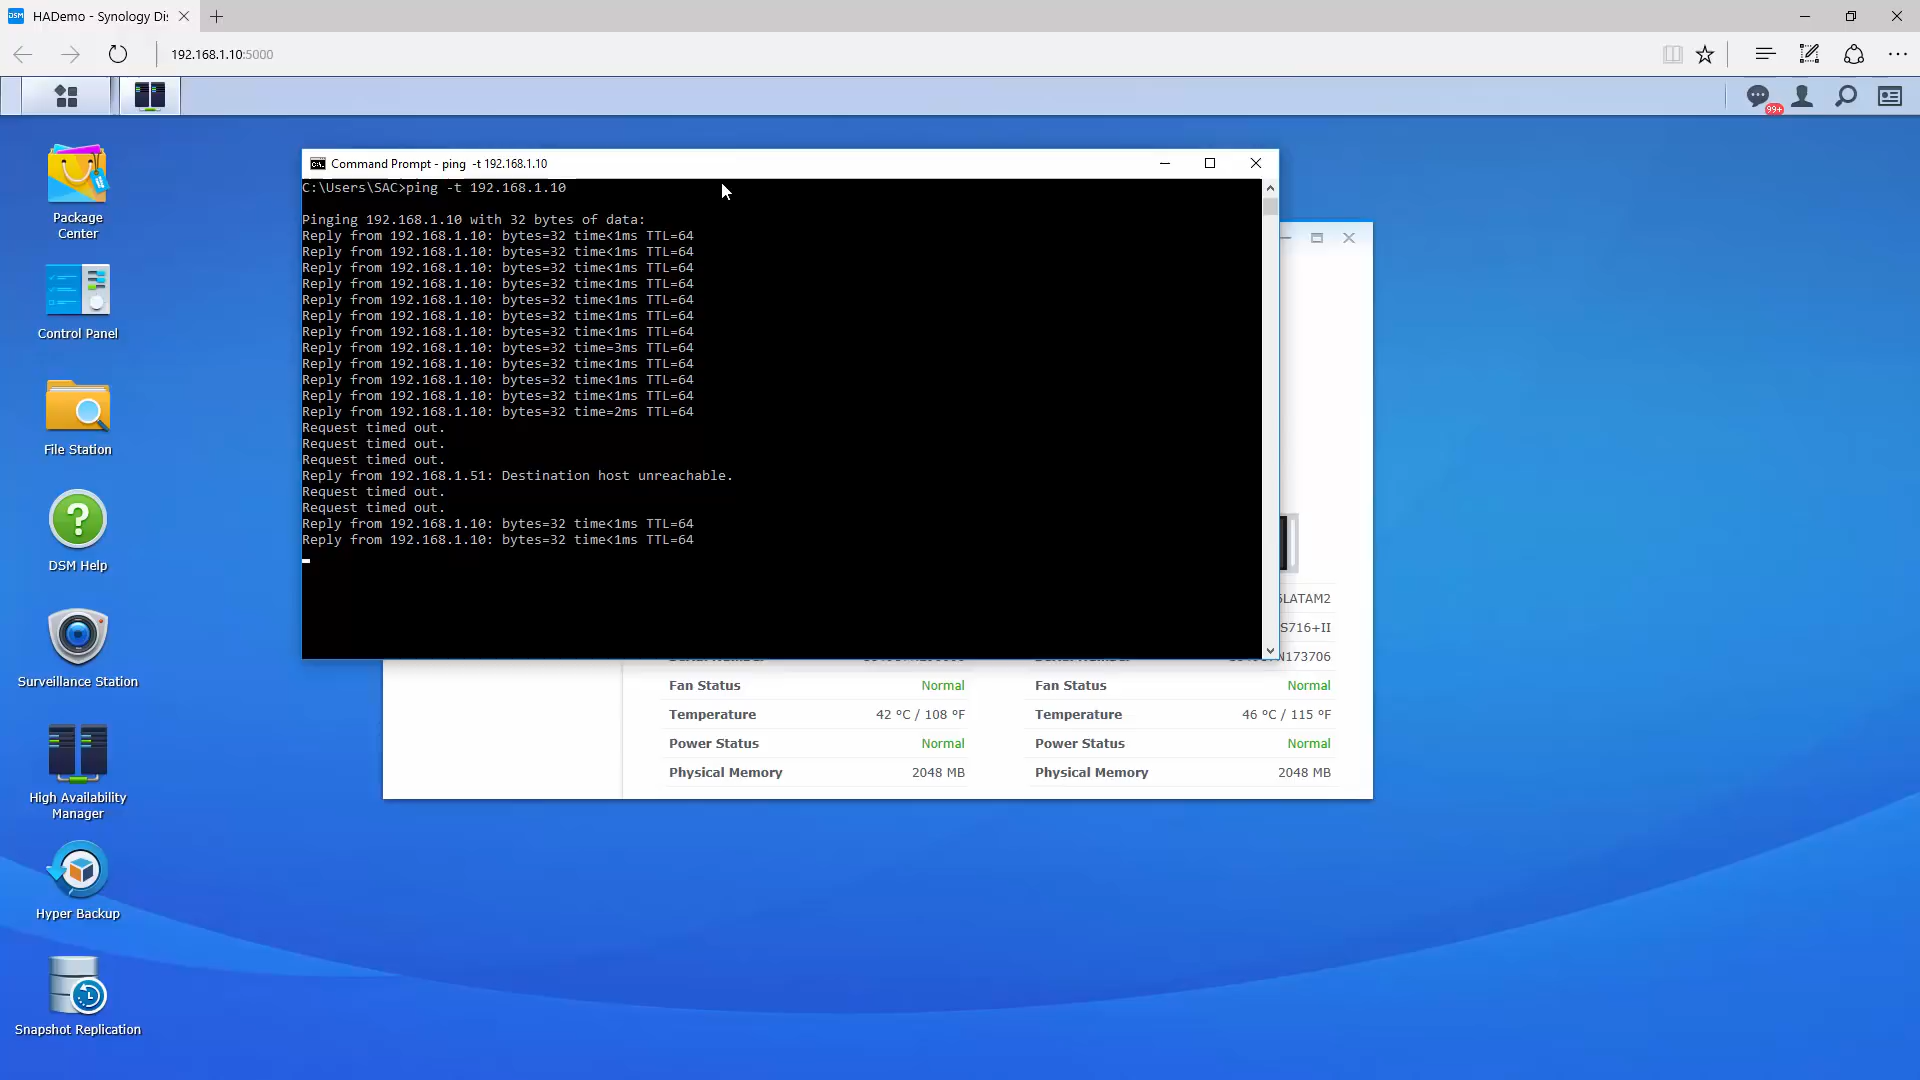 HADemo - Synology Dis
192.168.1.10:5000
99+
Package
Center
Control Panel
File Station
DSM Help
Surveillance Station
High Availability
Manager
Hyper Backup
Snapshot Replication
Command Prompt - ping  -t 192.168.1.10
C:\Users\SAC>ping -t 192.168.1.10
Pinging 192.168.1.10 with 32 bytes of data:
Reply from 192.168.1.10: bytes=32 time<1ms TTL=64
Reply from 192.168.1.10: bytes=32 time<1ms TTL=64
Reply from 192.168.1.10: bytes=32 time<1ms TTL=64
Reply from 192.168.1.10: bytes=32 time<1ms TTL=64
Reply from 192.168.1.10: bytes=32 time<1ms TTL=64
Reply from 192.168.1.10: bytes=32 time<1ms TTL=64
Reply from 192.168.1.10: bytes=32 time<1ms TTL=64
Reply from 192.168.1.10: bytes=32 time=3ms TTL=64
Reply from 192.168.1.10: bytes=32 time<1ms TTL=64
Reply from 192.168.1.10: bytes=32 time<1ms TTL=64
Reply from 192.168.1.10: bytes=32 time<1ms TTL=64
Reply from 192.168.1.10: bytes=32 time=2ms TTL=64
Request timed out.
Request timed out.
Request timed out.
Reply from 192.168.1.51: Destination host unreachable.
Request timed out.
Request timed out.
Reply from 192.168.1.10: bytes=32 time<1ms TTL=64
Reply from 192.168.1.10: bytes=32 time<1ms TTL=64
LATAM2
S716+II
N173706
Fan Status Normal Fan Status Normal
Temperature 42 °C / 108 °F Temperature 46 °C / 115 °F
Power Status Normal Power Status Normal
Physical Memory 2048 MB Physical Memory 2048 MB